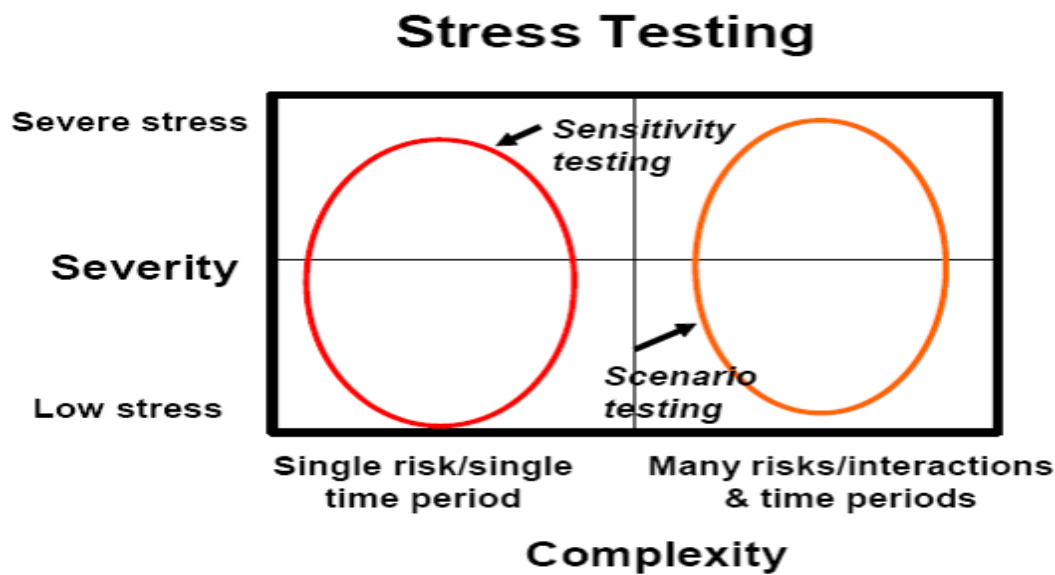 Stress Testing
Severe stress
Sensitivity
testing
Severity
Scenario
testing
Low stress
Single risk/single
time period
Many risks/interactions
& time periods
Complexity